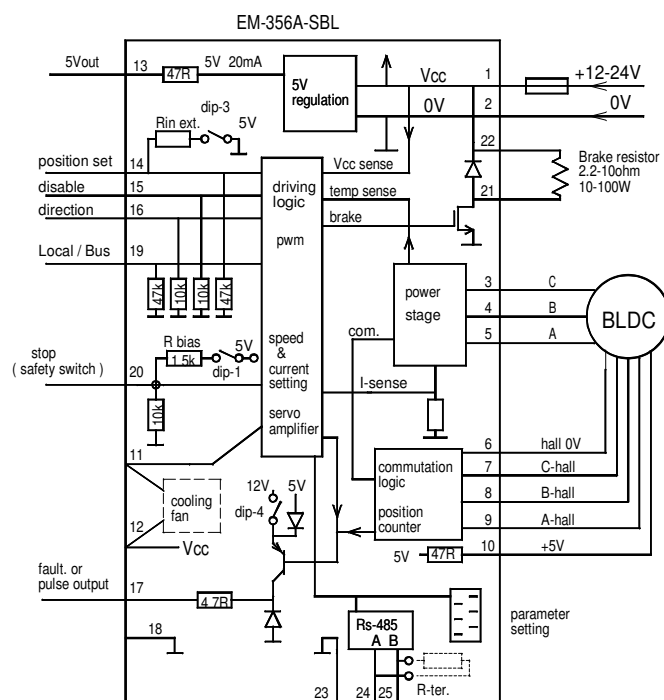 EM-356A-SBL
5Vout
13
47R
5V 20mA
5V
regulation
Vcc
1
+12-24V
0V
2
0V
Rin ext.
dip-3
5V
22
Brake resistor
2.2-10ohm
10-100W
21
position set
14
disable
15
direction
16
Local / Bus
19
driving
logic
pwm
Vcc sense
temp sense
brake
47k
10k
10k
47k
power
stage
3
C
4
B
5
A
BLDC
com.
R bias
1.5k
5V
dip-1
stop
( safety switch )
20
10k
speed
&
current
setting
servo
amplifier
I-sense
6
hall 0V
7
C-hall
8
B-hall
9
A-hall
10
+5V
commutation
logic
position
counter
5V
47R
11
cooling
fan
12
Vcc
12V
5V
dip-4
fault. or
pulse output
17
4.7R
18
Rs-485
A B
parameter
setting
23
24
25
R-ter.